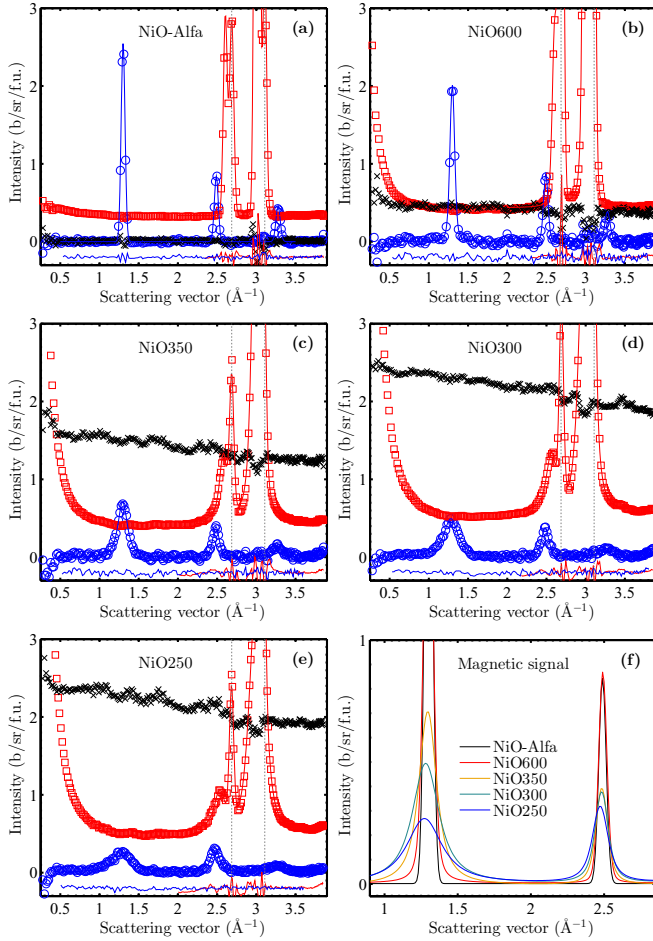 NiO-Alfa
(a)
Intensity (b/sr/f.u.)
3
2
1
0
0.5 1 1.5 2 2.5 3 3.5
Scattering vector (Å⁻¹)
NiO600
(b)
Intensity (b/sr/f.u.)
3
2
1
0
0.5 1 1.5 2 2.5 3 3.5
Scattering vector (Å⁻¹)
NiO350
(c)
Intensity (b/sr/f.u.)
3
2
1
0
0.5 1 1.5 2 2.5 3 3.5
Scattering vector (Å⁻¹)
NiO300
(d)
Intensity (b/sr/f.u.)
3
2
1
0
0.5 1 1.5 2 2.5 3 3.5
Scattering vector (Å⁻¹)
NiO250
(e)
Intensity (b/sr/f.u.)
3
2
1
0
0.5 1 1.5 2 2.5 3 3.5
Scattering vector (Å⁻¹)
Magnetic signal
(f)
Intensity (b/sr/f.u.)
1
0
NiO-Alfa
NiO600
NiO350
NiO300
NiO250
1 1.5 2 2.5
Scattering vector (Å⁻¹)